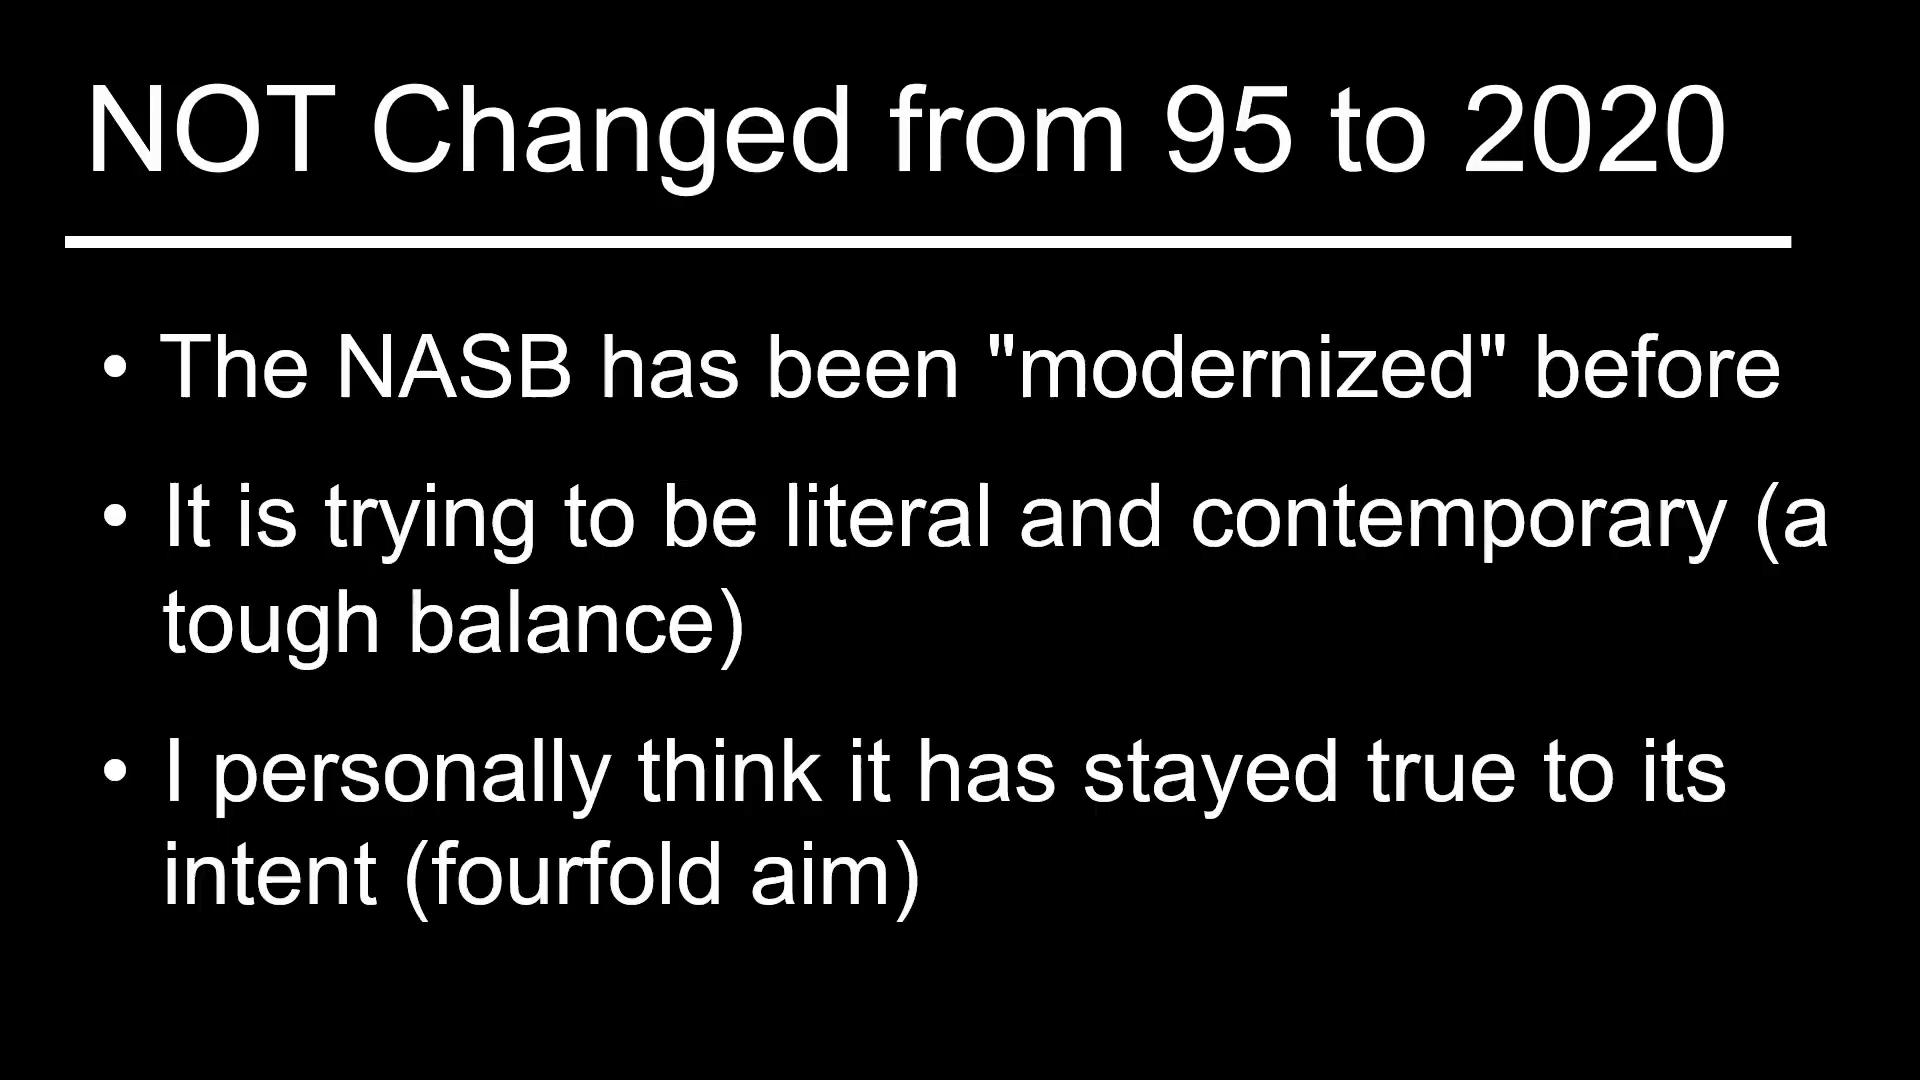 NOT Changed from 95 to 2020
• The NASB has been "modernized" before
• It is trying to be literal and contemporary (a
tough balance)
• I personally think it has stayed true to its
intent (fourfold aim)